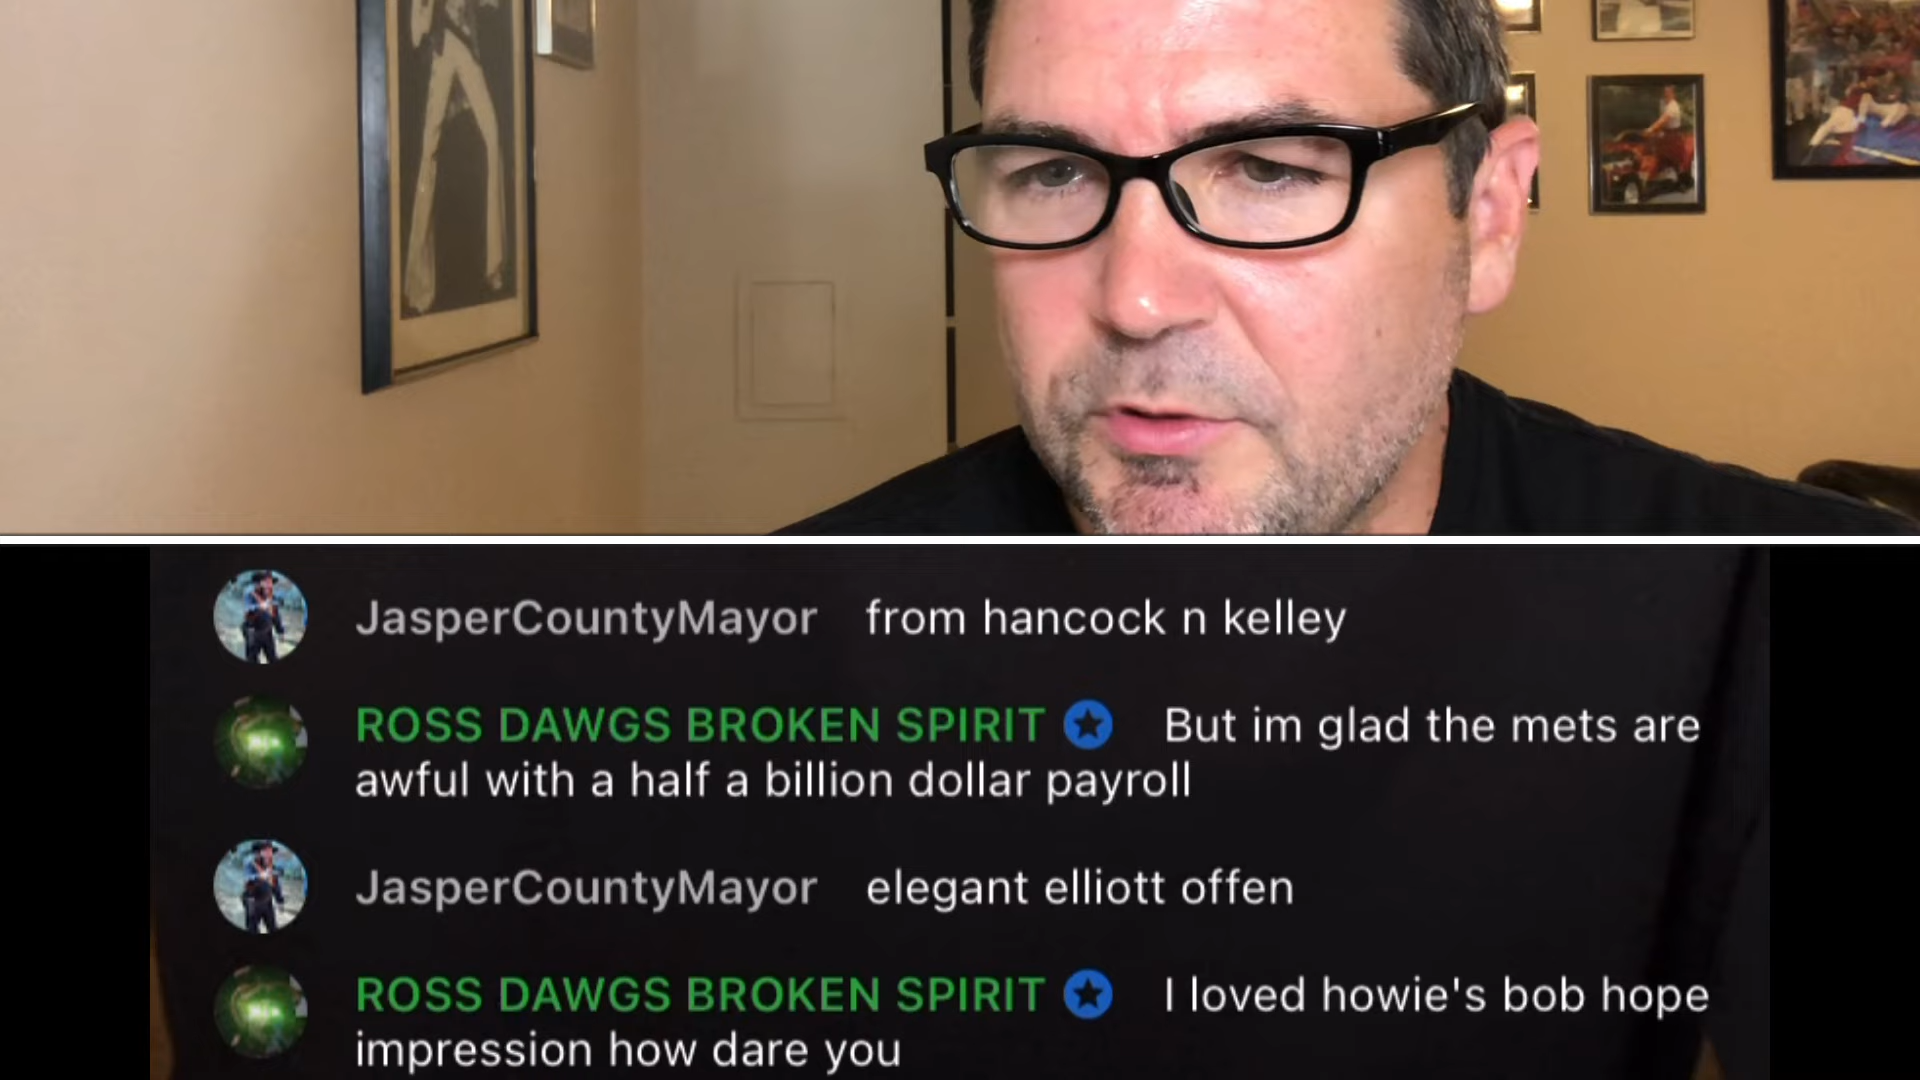 JasperCountyMayor from hancock n kelley
ROSS DAWGS BROKEN SPIRIT But im glad the mets are
awful with a half a billion dollar payroll
JasperCountyMayor elegant elliott offen
ROSS DAWGS BROKEN SPIRIT I loved howie's bob hope
impression how dare you